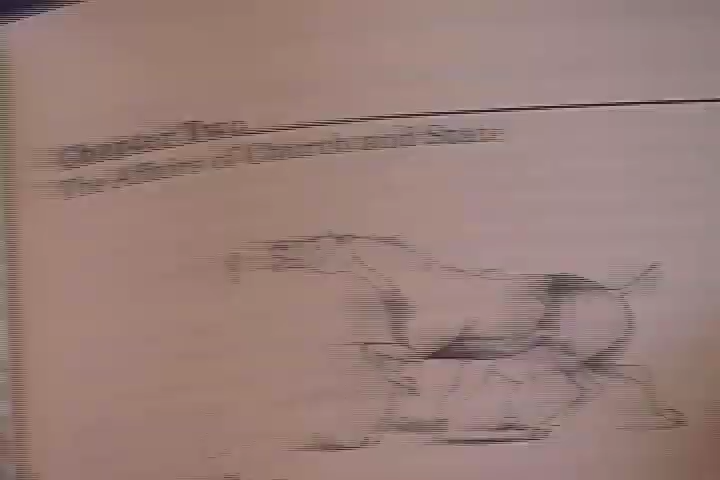 Chapter Two
The Affairs of Church and State